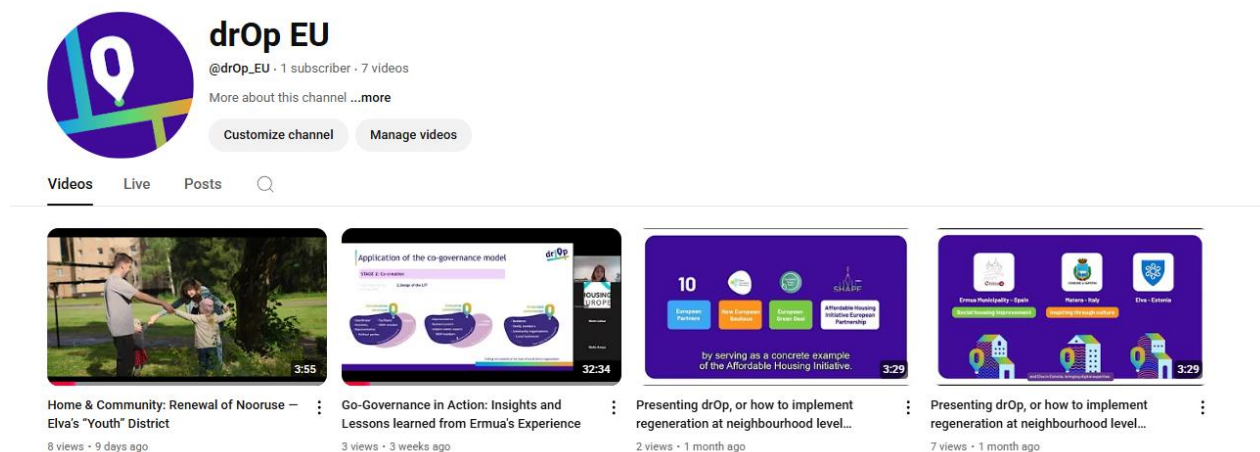 drOp EU
@drOp_EU · 1 subscriber · 7 videos
More about this channel ...more
Customize channel
Manage videos
Videos
Live
Posts
Application of the co-governance model
drOp
STAGE 2: Co-creation
HOUSING
EUROPE
3:55
32:34
10
European
Partners
New European
Bauhaus
European
Green Deal
SHAPE
Affordable Housing
Initiative European
Partnership
by serving as a concrete example
of the Affordable Housing Initiative.
3:29
Ermua Municipality - Spain
Social housing improvement
Matera - Italy
Inspiring through culture
Elva - Estonia
3:29
Home & Community: Renewal of Nooruse —
Elva's "Youth" District
8 views • 9 days ago
Go-Governance in Action: Insights and
Lessons learned from Ermua's Experience
3 views • 3 weeks ago
Presenting drOp, or how to implement
regeneration at neighbourhood level...
2 views • 1 month ago
Presenting drOp, or how to implement
regeneration at neighbourhood level...
7 views • 1 month ago